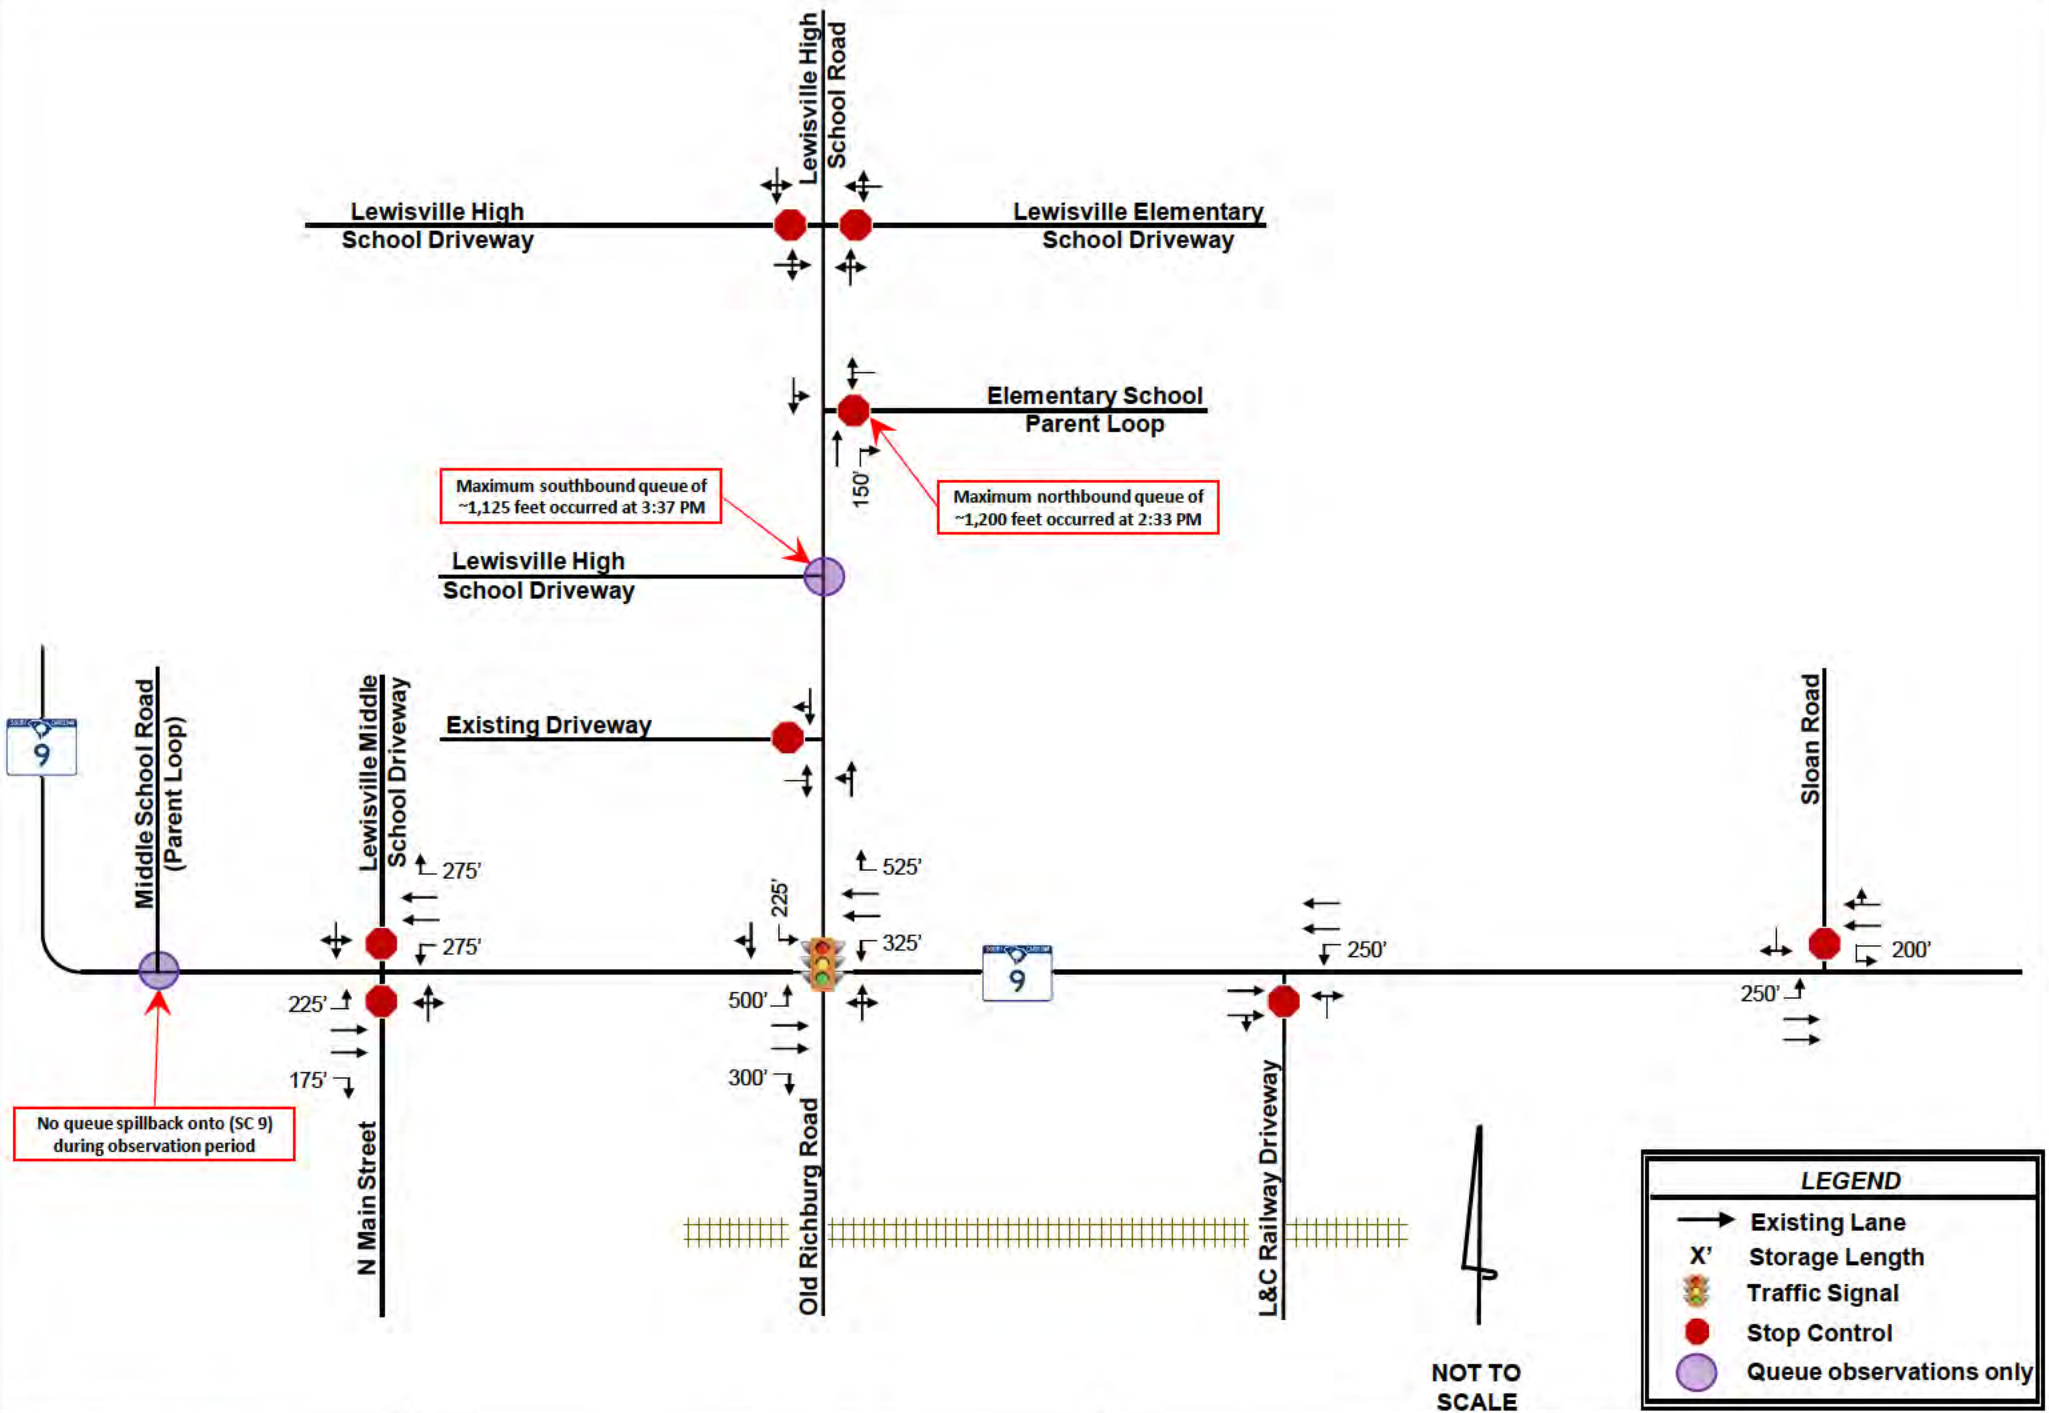 Lewisville High
School Road
Lewisville High
School Driveway
Lewisville Elementary
School Driveway
Elementary School
Parent Loop
150'
Maximum southbound queue of
~1,125 feet occurred at 3:37 PM
Maximum northbound queue of
~1,200 feet occurred at 2:33 PM
Lewisville High
School Driveway
Existing Driveway
9
Middle School Road
(Parent Loop)
Lewisville Middle
School Driveway
275'
275'
225'
175'
N Main Street
No queue spillback onto (SC 9)
during observation period
225'
525'
325'
500'
300'
Old Richburg Road
9
250'
L&C Railway Driveway
Sloan Road
200'
250'
NOT TO
SCALE
LEGEND
Existing Lane
X' Storage Length
Traffic Signal
Stop Control
Queue observations only